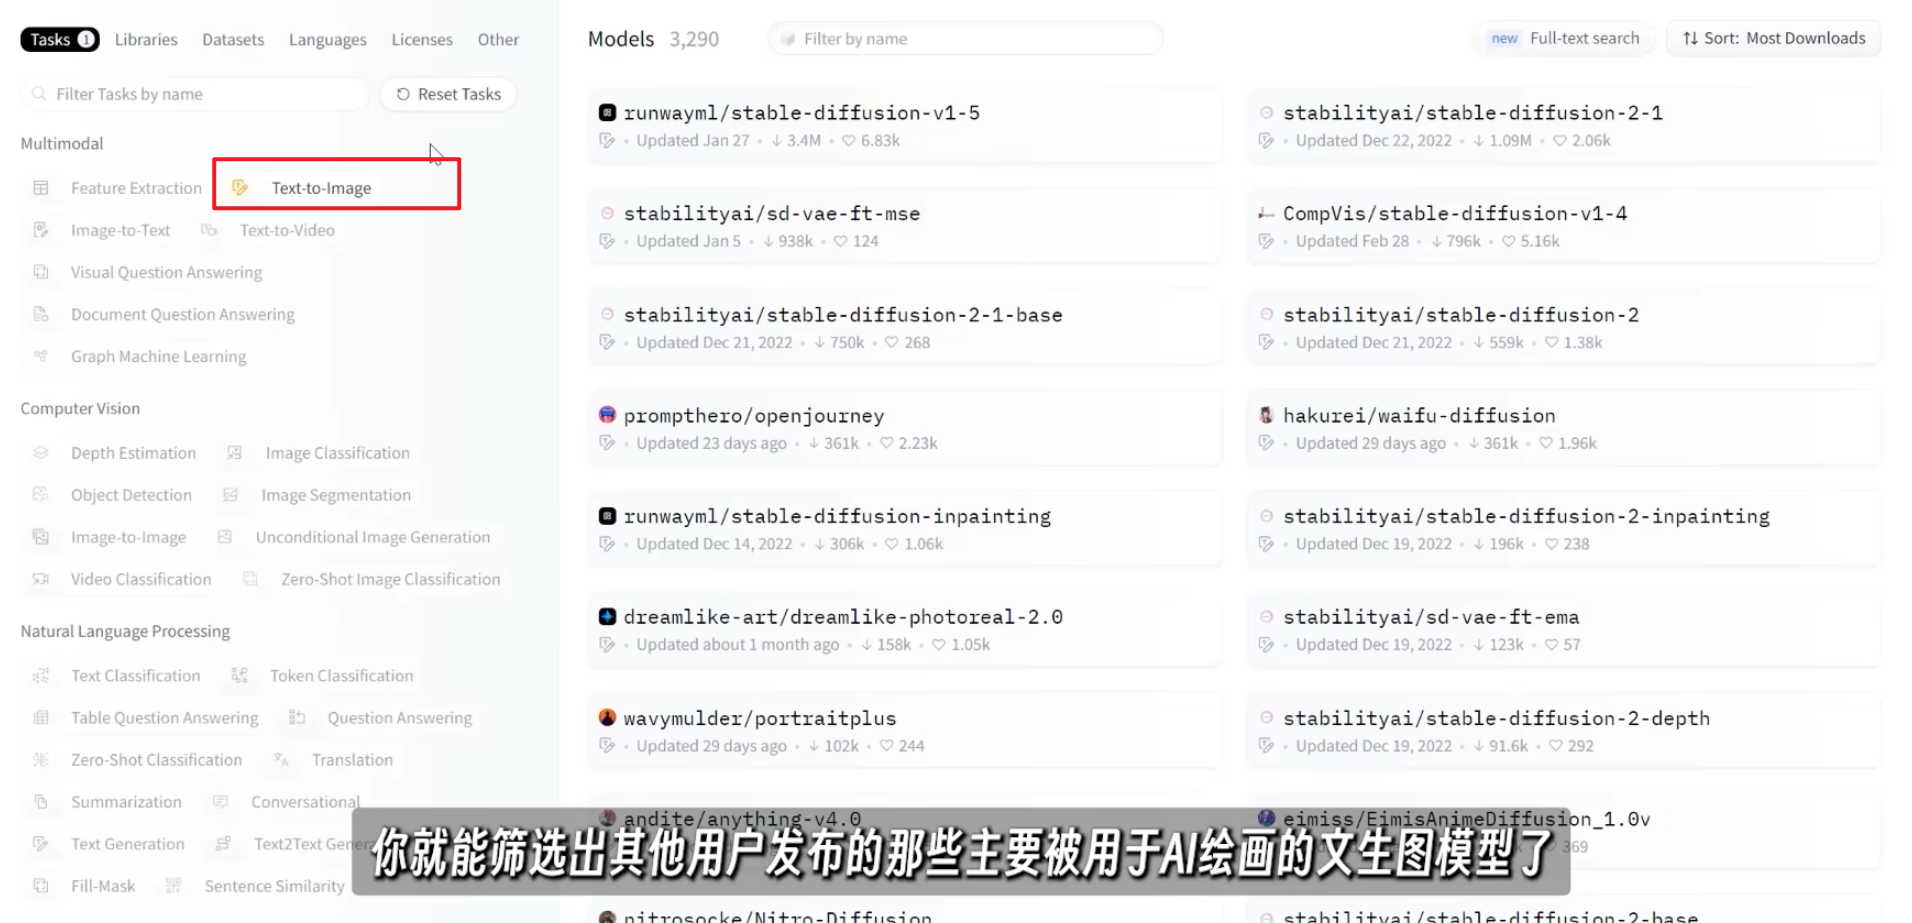 Tasks 1 Libraries Datasets Languages Licenses Other
Filter Tasks by name Reset Tasks
Multimodal
Feature Extraction Text-to-Image
Image-to-Text Text-to-Video
Visual Question Answering
Document Question Answering
Graph Machine Learning
Computer Vision
Depth Estimation Image Classification
Object Detection Image Segmentation
Image-to-Image Unconditional Image Generation
Video Classification Zero-Shot Image Classification
Natural Language Processing
Text Classification Token Classification
Table Question Answering Question Answering
Zero-Shot Classification Translation
Summarization Conversational
Text Generation Text2Text
Fill-Mask Sentence Similarity
Models 3,290 Filter by name new Full-text search Sort: Most Downloads
runwayml/stable-diffusion-v1-5
Updated Jan 27 • 3.4M • 6.83k
stabilityai/stable-diffusion-2-1
Updated Dec 22, 2022 • 1.09M • 2.06k
stabilityai/sd-vae-ft-mse
Updated Jan 5 • 938k • 124
CompVis/stable-diffusion-v1-4
Updated Feb 28 • 796k • 5.16k
stabilityai/stable-diffusion-2-1-base
Updated Dec 21, 2022 • 750k • 268
stabilityai/stable-diffusion-2
Updated Dec 21, 2022 • 559k • 1.38k
prompthero/openjourney
Updated 23 days ago • 361k • 2.23k
hakurei/waifu-diffusion
Updated 29 days ago • 361k • 1.96k
runwayml/stable-diffusion-inpainting
Updated Dec 14, 2022 • 306k • 1.06k
stabilityai/stable-diffusion-2-inpainting
Updated Dec 19, 2022 • 196k • 238
dreamlike-art/dreamlike-photoreal-2.0
Updated about 1 month ago • 158k • 1.05k
stabilityai/sd-vae-ft-ema
Updated Dec 19, 2022 • 123k • 57
wavymulder/portraitplus
Updated 29 days ago • 102k • 244
stabilityai/stable-diffusion-2-depth
Updated Dec 19, 2022 • 91.6k • 292
andite/anything-v4.0
eimiss/EimisAnimeDiffusion_1.0v
369
你就能筛选出其他用户发布的那些主要被用于AI绘画的文生图模型了
nitrosocke/Nitro-Diffusion
stabilityai/stable-diffusion-2-base